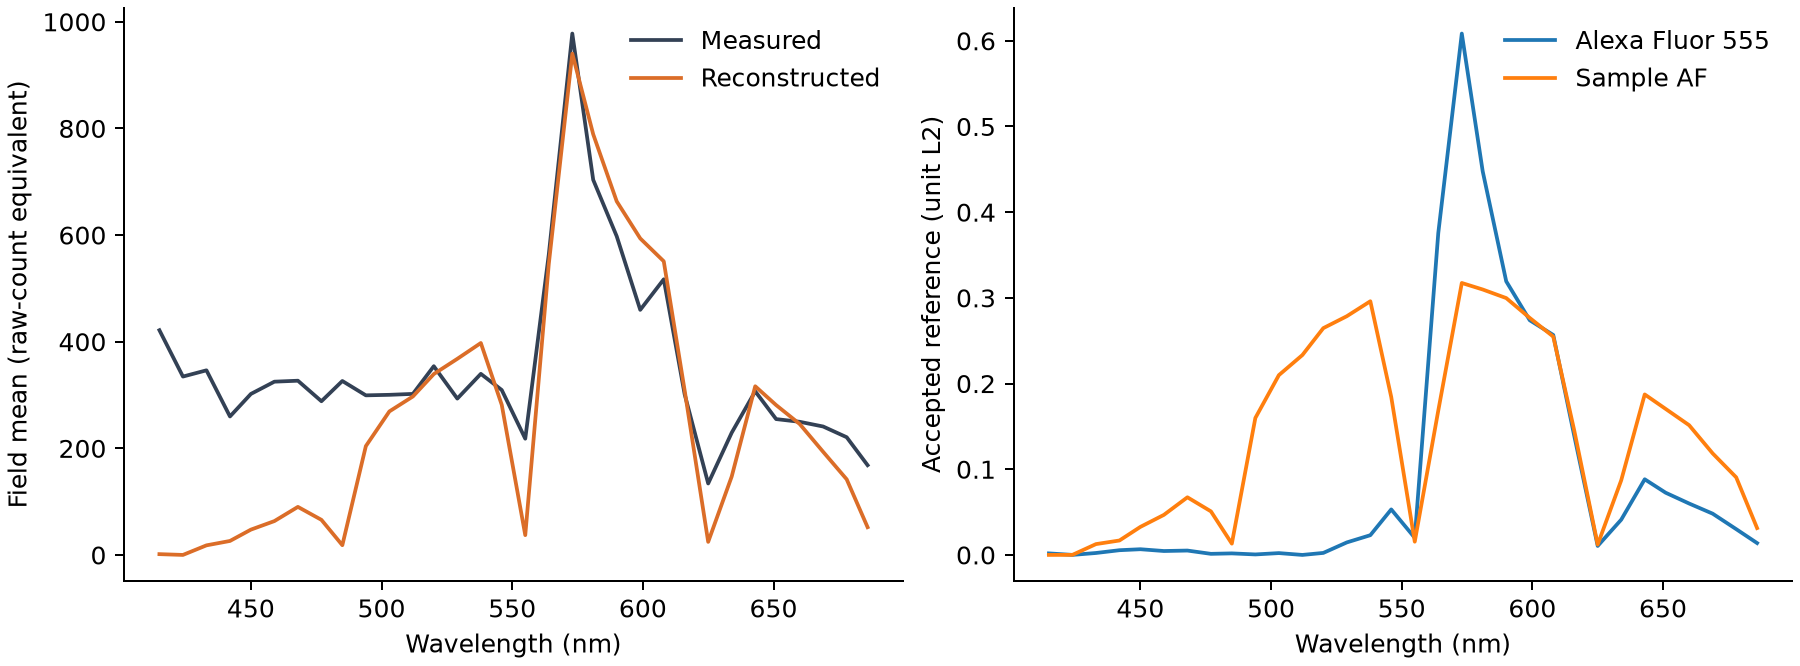 Field mean (raw-count equivalent)
1000
800
600
400
200
0
450 500 550 600 650
Wavelength (nm)
Measured
Reconstructed
Accepted reference (unit L2)
0.6
0.5
0.4
0.3
0.2
0.1
0.0
450 500 550 600 650
Wavelength (nm)
Alexa Fluor 555
Sample AF